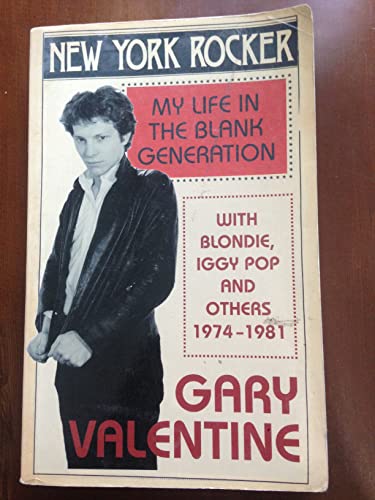 NEW YORK ROCKER
MY LIFE IN
THE BLANK
GENERATION
WITH
BLONDIE,
IGGY POP
AND
OTHERS
1974-1981
GARY
VALENTINE